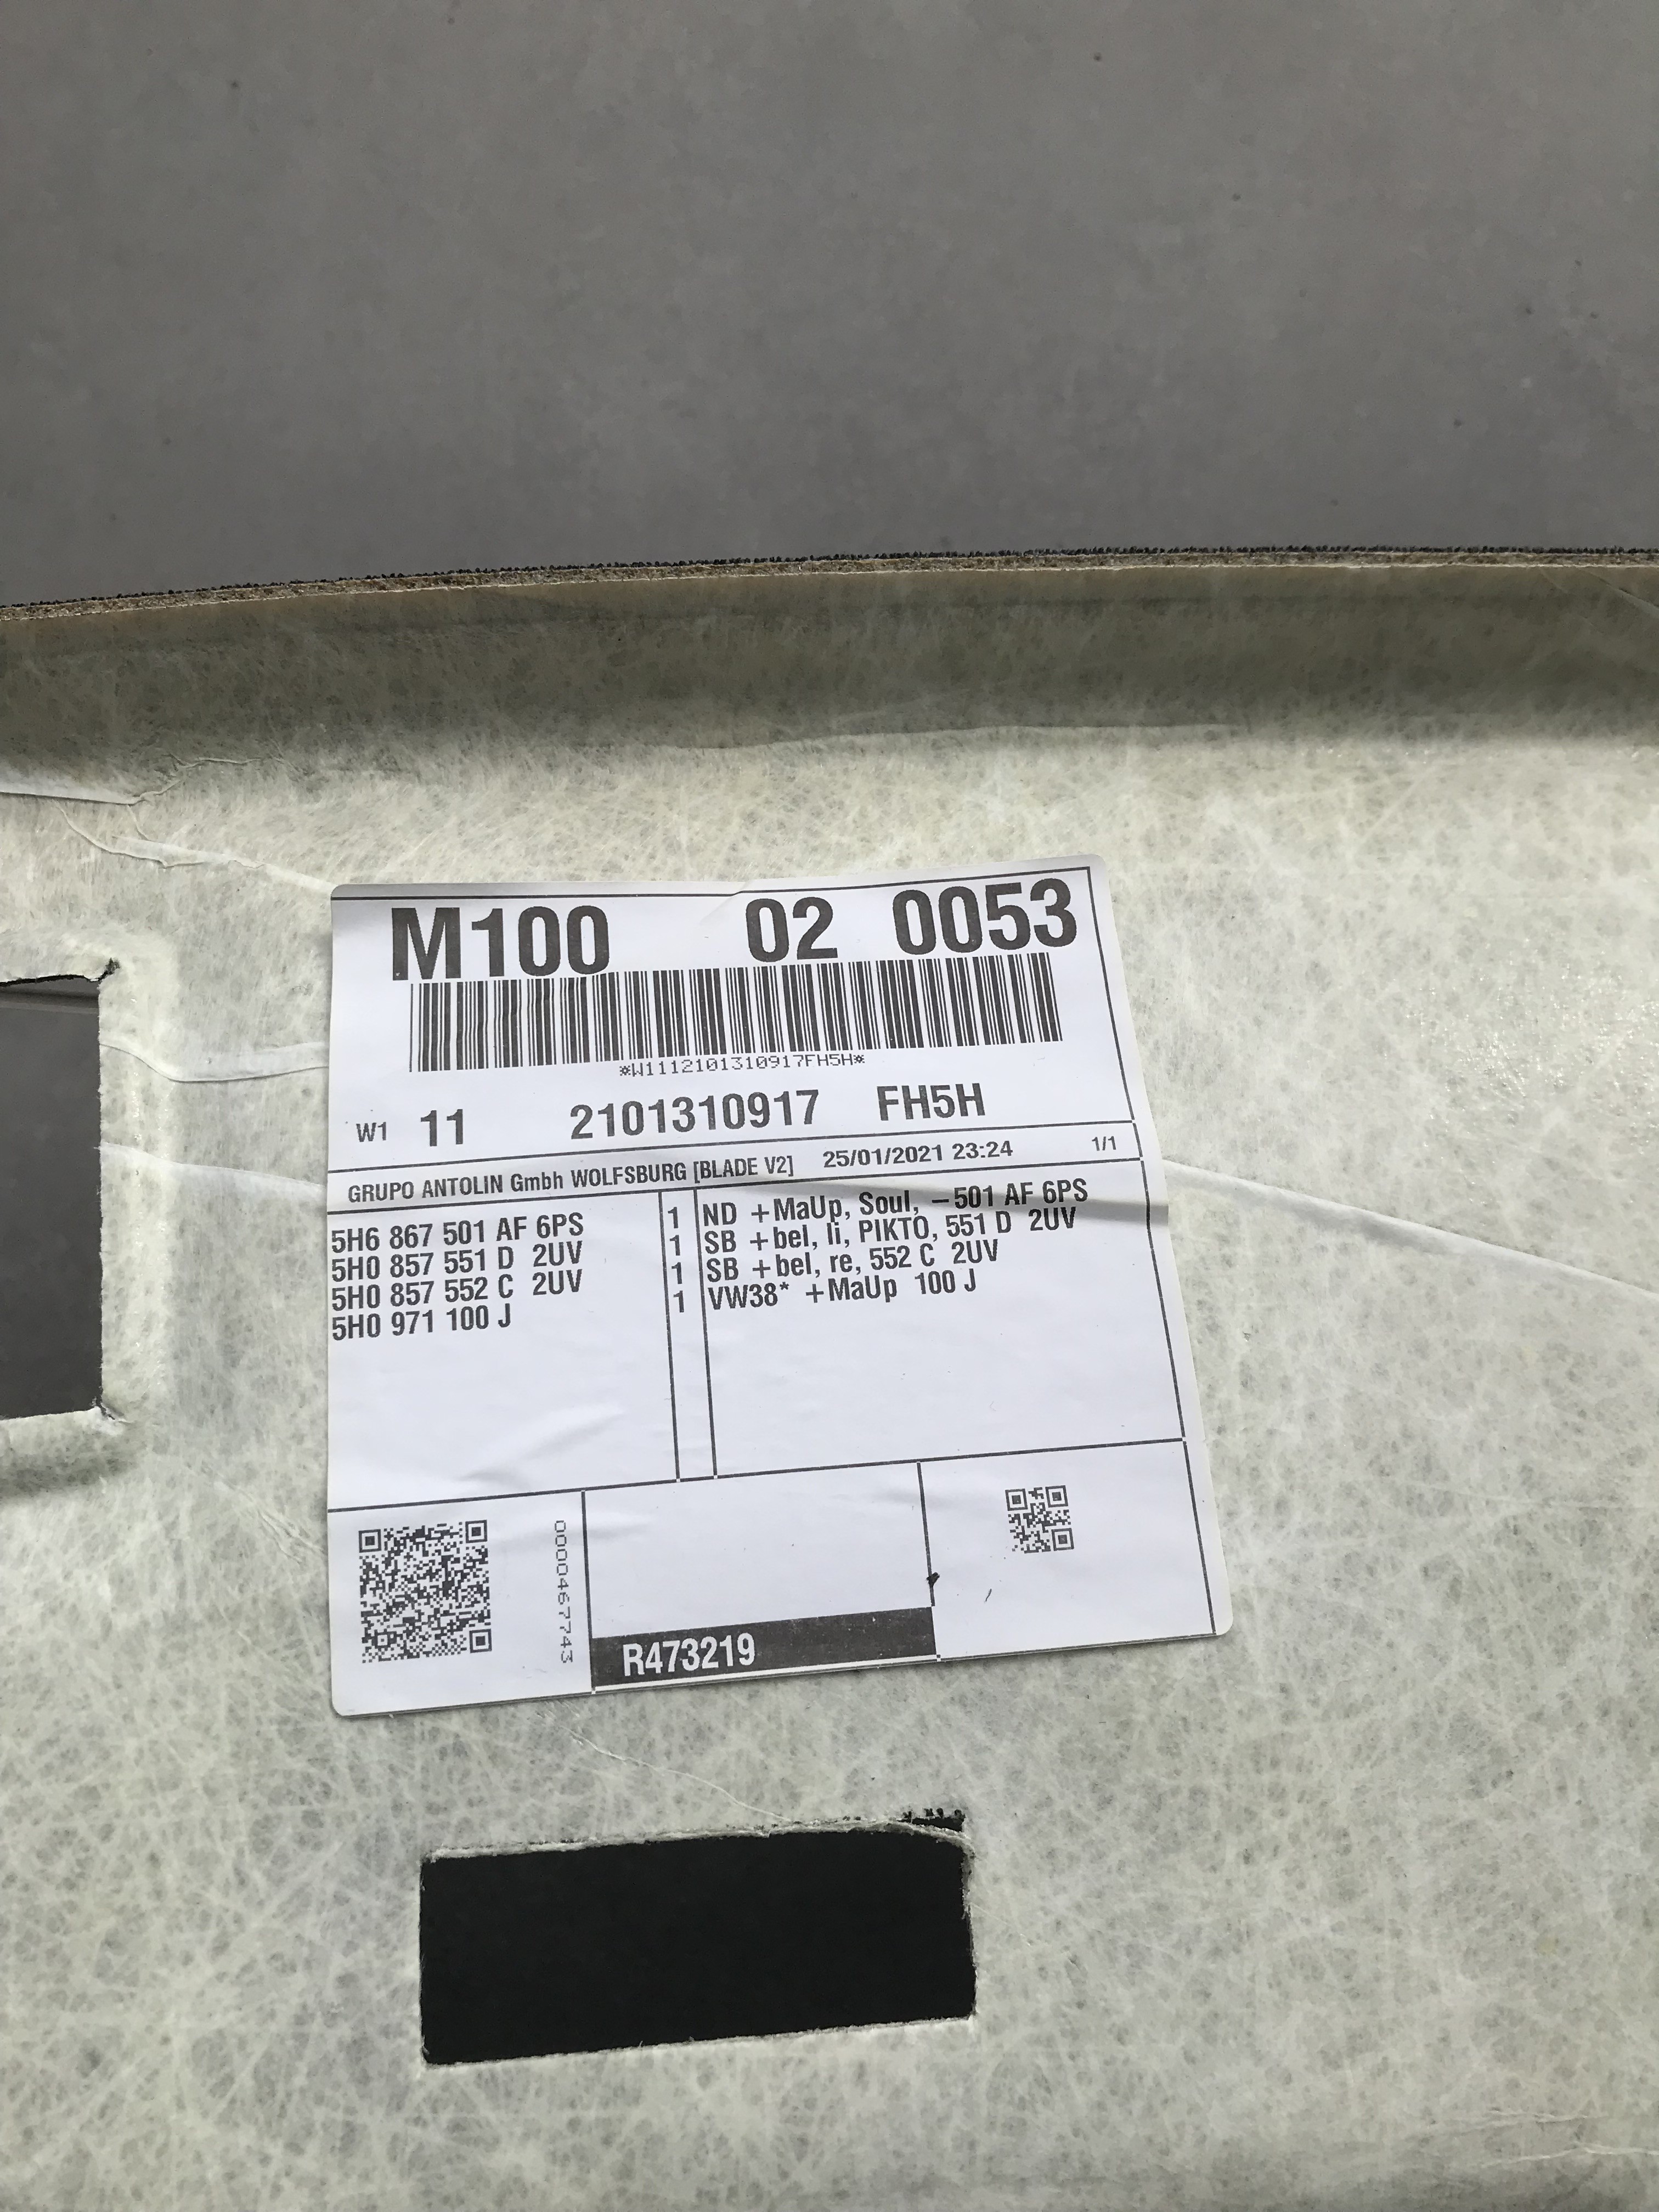 M100 02 0053
*W1112101310917FH5H*
W1 11 2101310917 FH5H
GRUPO ANTOLIN Gmbh WOLFSBURG [BLADE V2] 25/01/2021 23:24 1/1
5H6 867 501 AF 6PS 1 ND +MaUp, Soul, -501 AF 6PS
5H0 857 551 D 2UV 1 SB +bel, li, PIKTO, 551 D 2UV
5H0 857 552 C 2UV 1 SB +bel, re, 552 C 2UV
5H0 971 100 J 1 VW38* +MaUp 100 J
0000467743
R473219